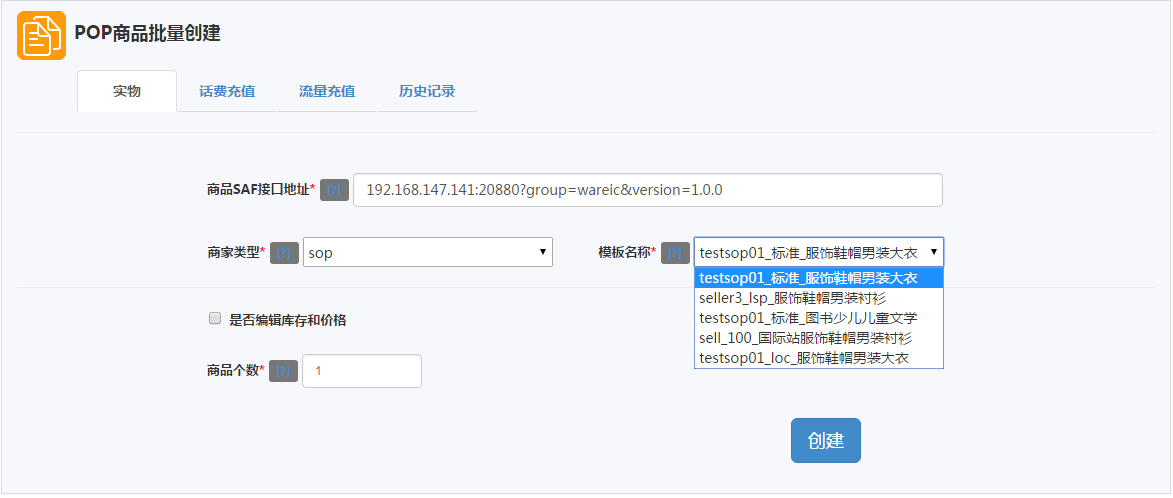 POP商品批量创建
实物 话费充值 流量充值 历史记录
商品SAF接口地址* [?] 192.168.147.141:20880?group=wareic&version=1.0.0
商家类型* [?] sop 模板名称* [?] testsop01_标准_服饰鞋帽男装大衣
testsop01_标准_服饰鞋帽男装大衣
seller3_lsp_服饰鞋帽男装衬衫
testsop01_标准_图书少儿儿童文学
sell_100_国际站服饰鞋帽男装衬衫
testsop01_loc_服饰鞋帽男装大衣
是否编辑库存和价格
商品个数* [?] 1
创建